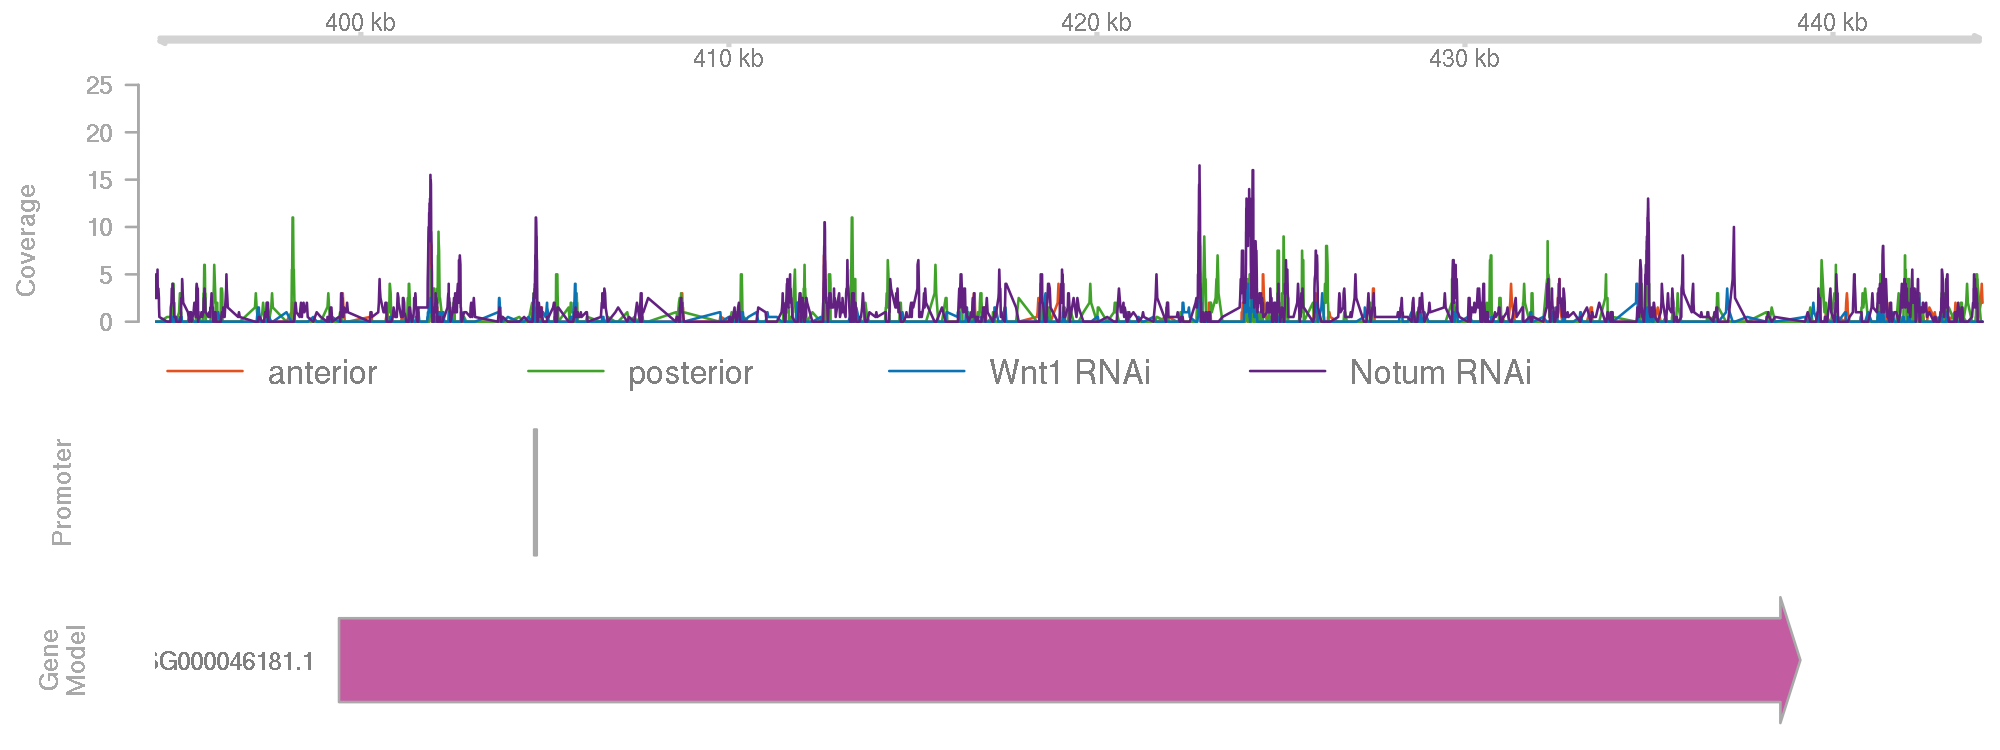 400 kb
420 kb
440 kb
410 kb
430 kb
Coverage
25
20
15
10
5
0
anterior posterior Wnt1 RNAi Notum RNAi
Promoter
Gene
Model
G000046181.1